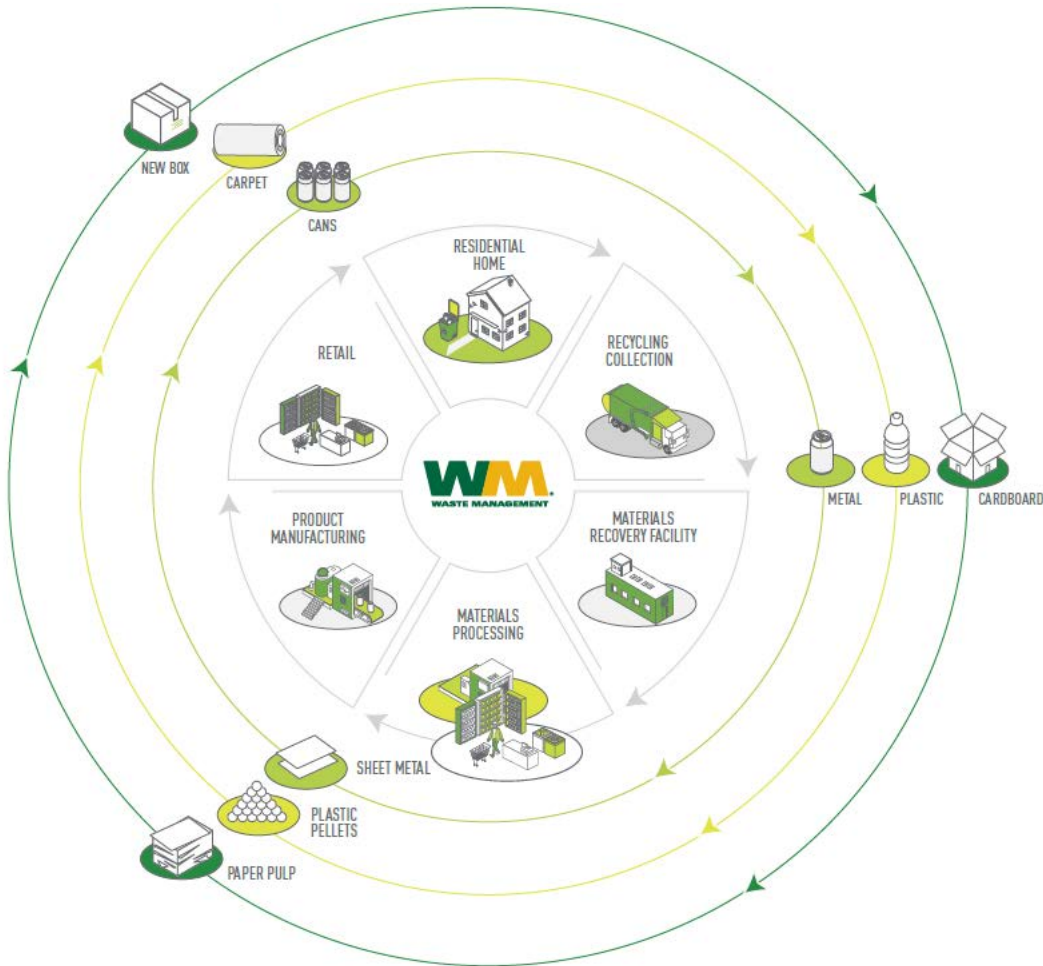 NEW BOX
CARPET
CANS
RESIDENTIAL
HOME
RECYCLING
COLLECTION
RETAIL
WM
WASTE MANAGEMENT
METAL
PLASTIC
CARDBOARD
PRODUCT
MANUFACTURING
MATERIALS
RECOVERY FACILITY
MATERIALS
PROCESSING
SHEET METAL
PLASTIC
PELLETS
PAPER PULP